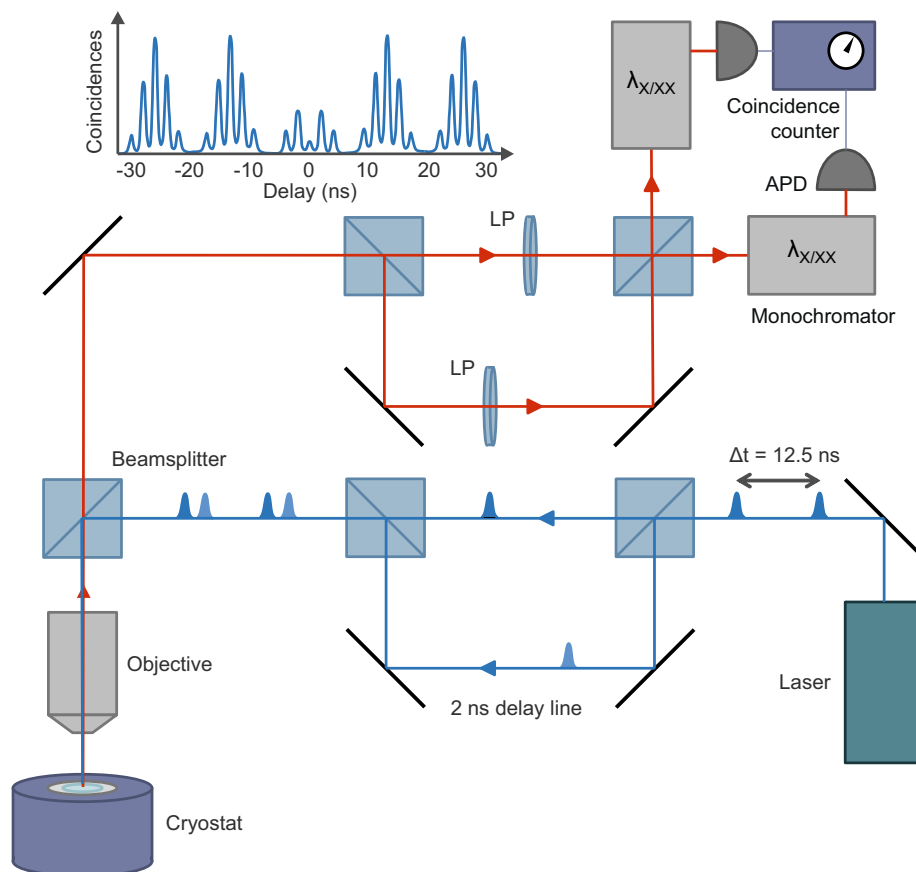 Coincidences
-30 -20 -10 0 10 20 30
Delay (ns)
λX/XX
Coincidence
counter
APD
LP
λX/XX
Monochromator
LP
Beamsplitter
Δt = 12.5 ns
Objective
2 ns delay line
Laser
Cryostat